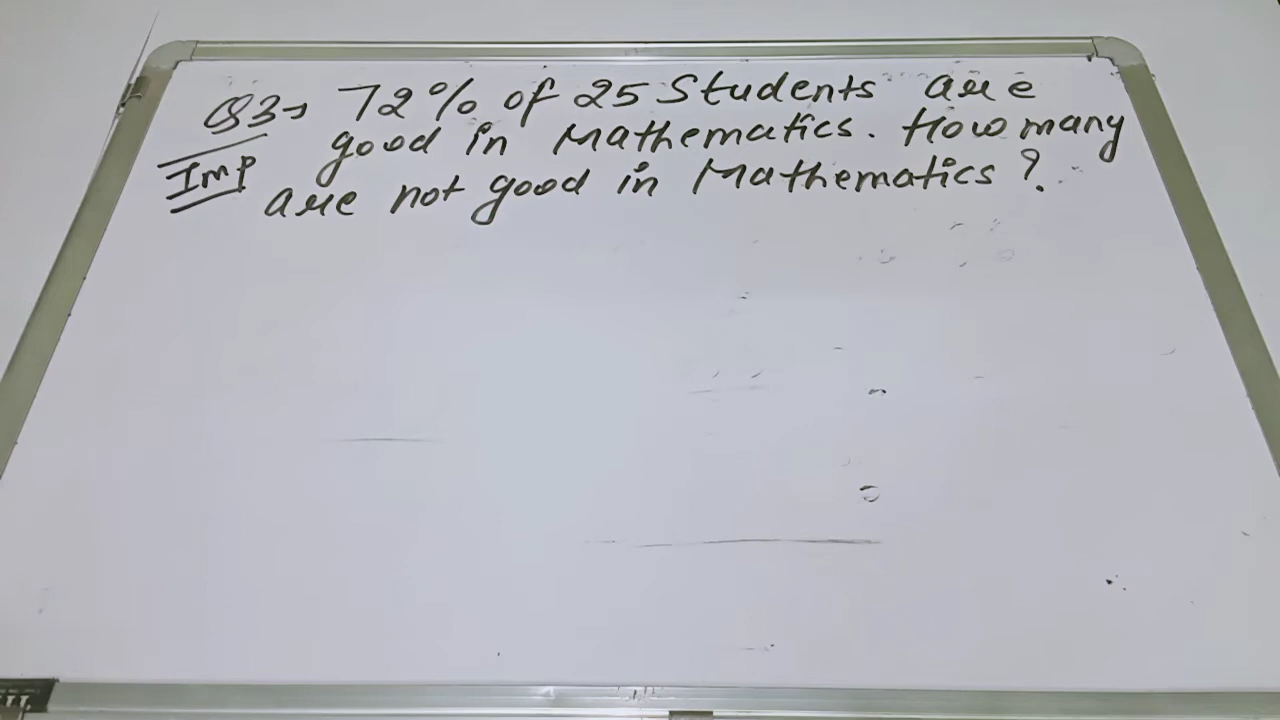 Q3→ 72% of 25 Students are
good in Mathematics. How many
Imp
are not good in Mathematics?